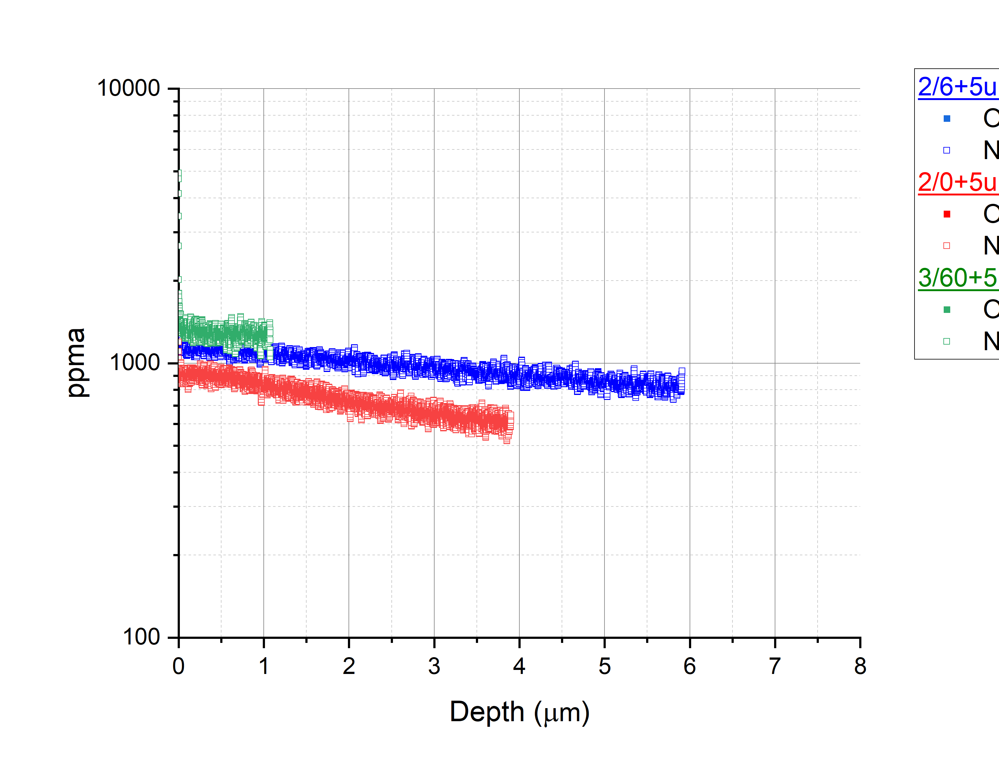 10000
1000
100
ppma
0 1 2 3 4 5 6 7 8
Depth (μm)
2/6+5u
O
N
2/0+5u
O
N
3/60+5
O
N